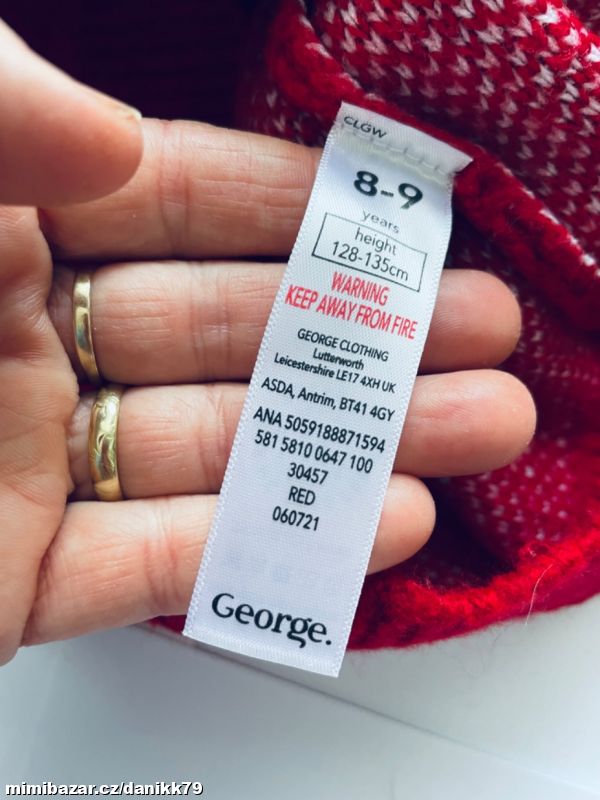 CLGW
8-9
years
height
128-135cm
WARNING
KEEP AWAY FROM FIRE
GEORGE CLOTHING
Lutterworth
Leicestershire LE17 4XH UK
ASDA, Antrim, BT41 4GY
ANA 5059188871594
581 5810 0647 100
30457
RED
060721
George.
mimibazar.cz/danikk79